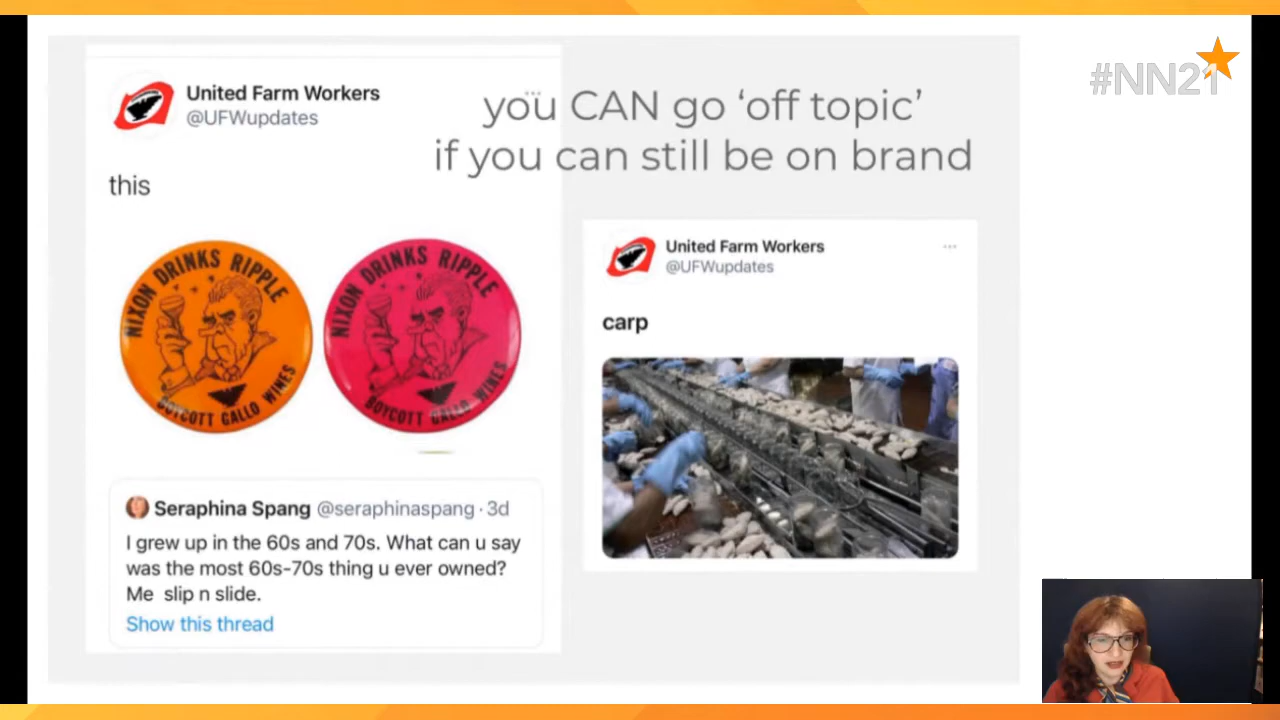 #NN21
you CAN go ‘off topic’
if you can still be on brand
United Farm Workers
@UFWupdates
this
NIXON DRINKS RIPPLE
BOYCOTT GALLO WINES
NIXON DRINKS RIPPLE
BOYCOTT GALLO WINES
Seraphina Spang @seraphinaspang · 3d
I grew up in the 60s and 70s. What can u say
was the most 60s-70s thing u ever owned?
Me slip n slide.
Show this thread
United Farm Workers
@UFWupdates
carp